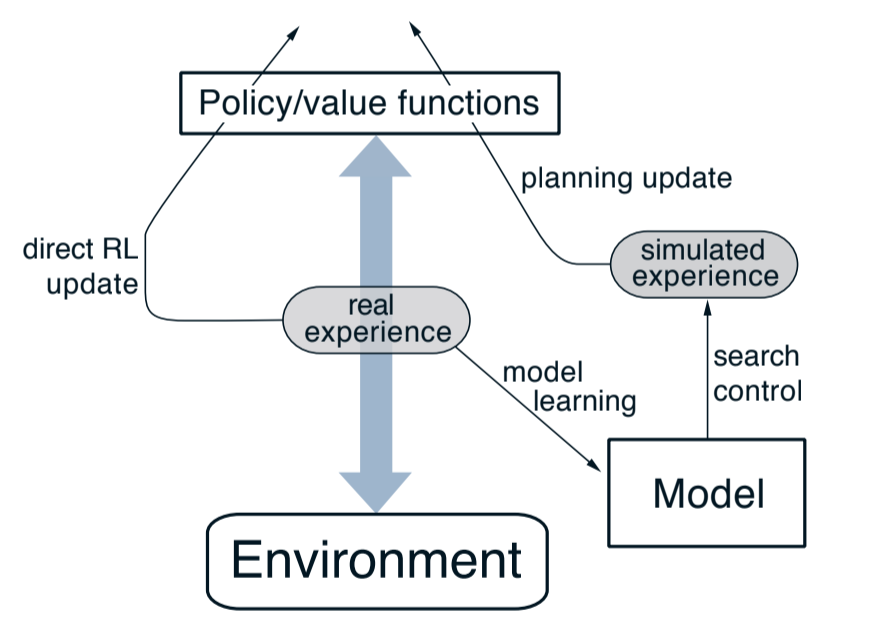 Policy/value functions
planning update
direct RL
update
simulated
experience
real
experience
model
learning
search
control
Model
Environment